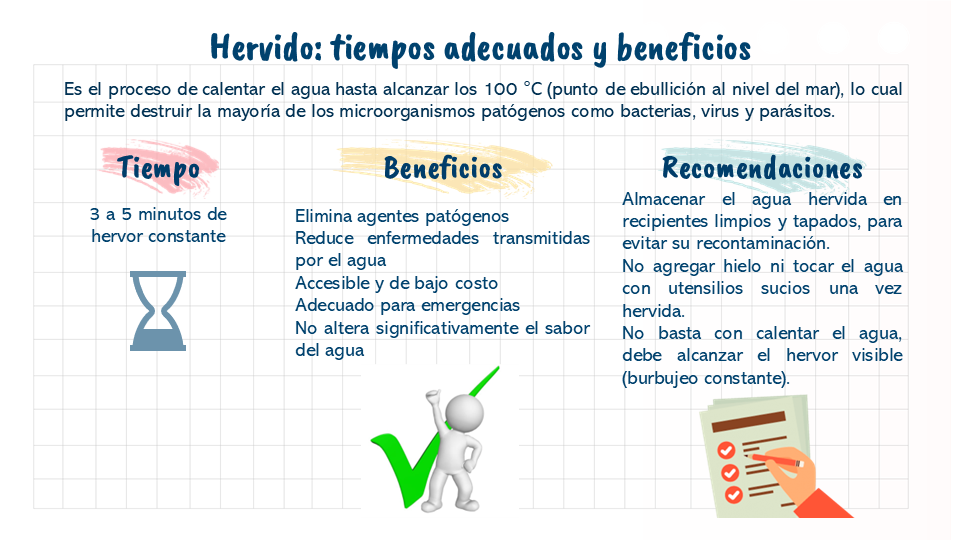 Hervido: tiempos adecuados y beneficios
Es el proceso de calentar el agua hasta alcanzar los 100 °C (punto de ebullición al nivel del mar), lo cual
permite destruir la mayoría de los microorganismos patógenos como bacterias, virus y parásitos.
Tiempo
3 a 5 minutos de
hervor constante
Beneficios
Elimina agentes patógenos
Reduce enfermedades transmitidas
por el agua
Accesible y de bajo costo
Adecuado para emergencias
No altera significativamente el sabor
del agua
Recomendaciones
Almacenar el agua hervida en
recipientes limpios y tapados, para
evitar su recontaminación.
No agregar hielo ni tocar el agua
con utensilios sucios una vez
hervida.
No basta con calentar el agua,
debe alcanzar el hervor visible
(burbujeo constante).